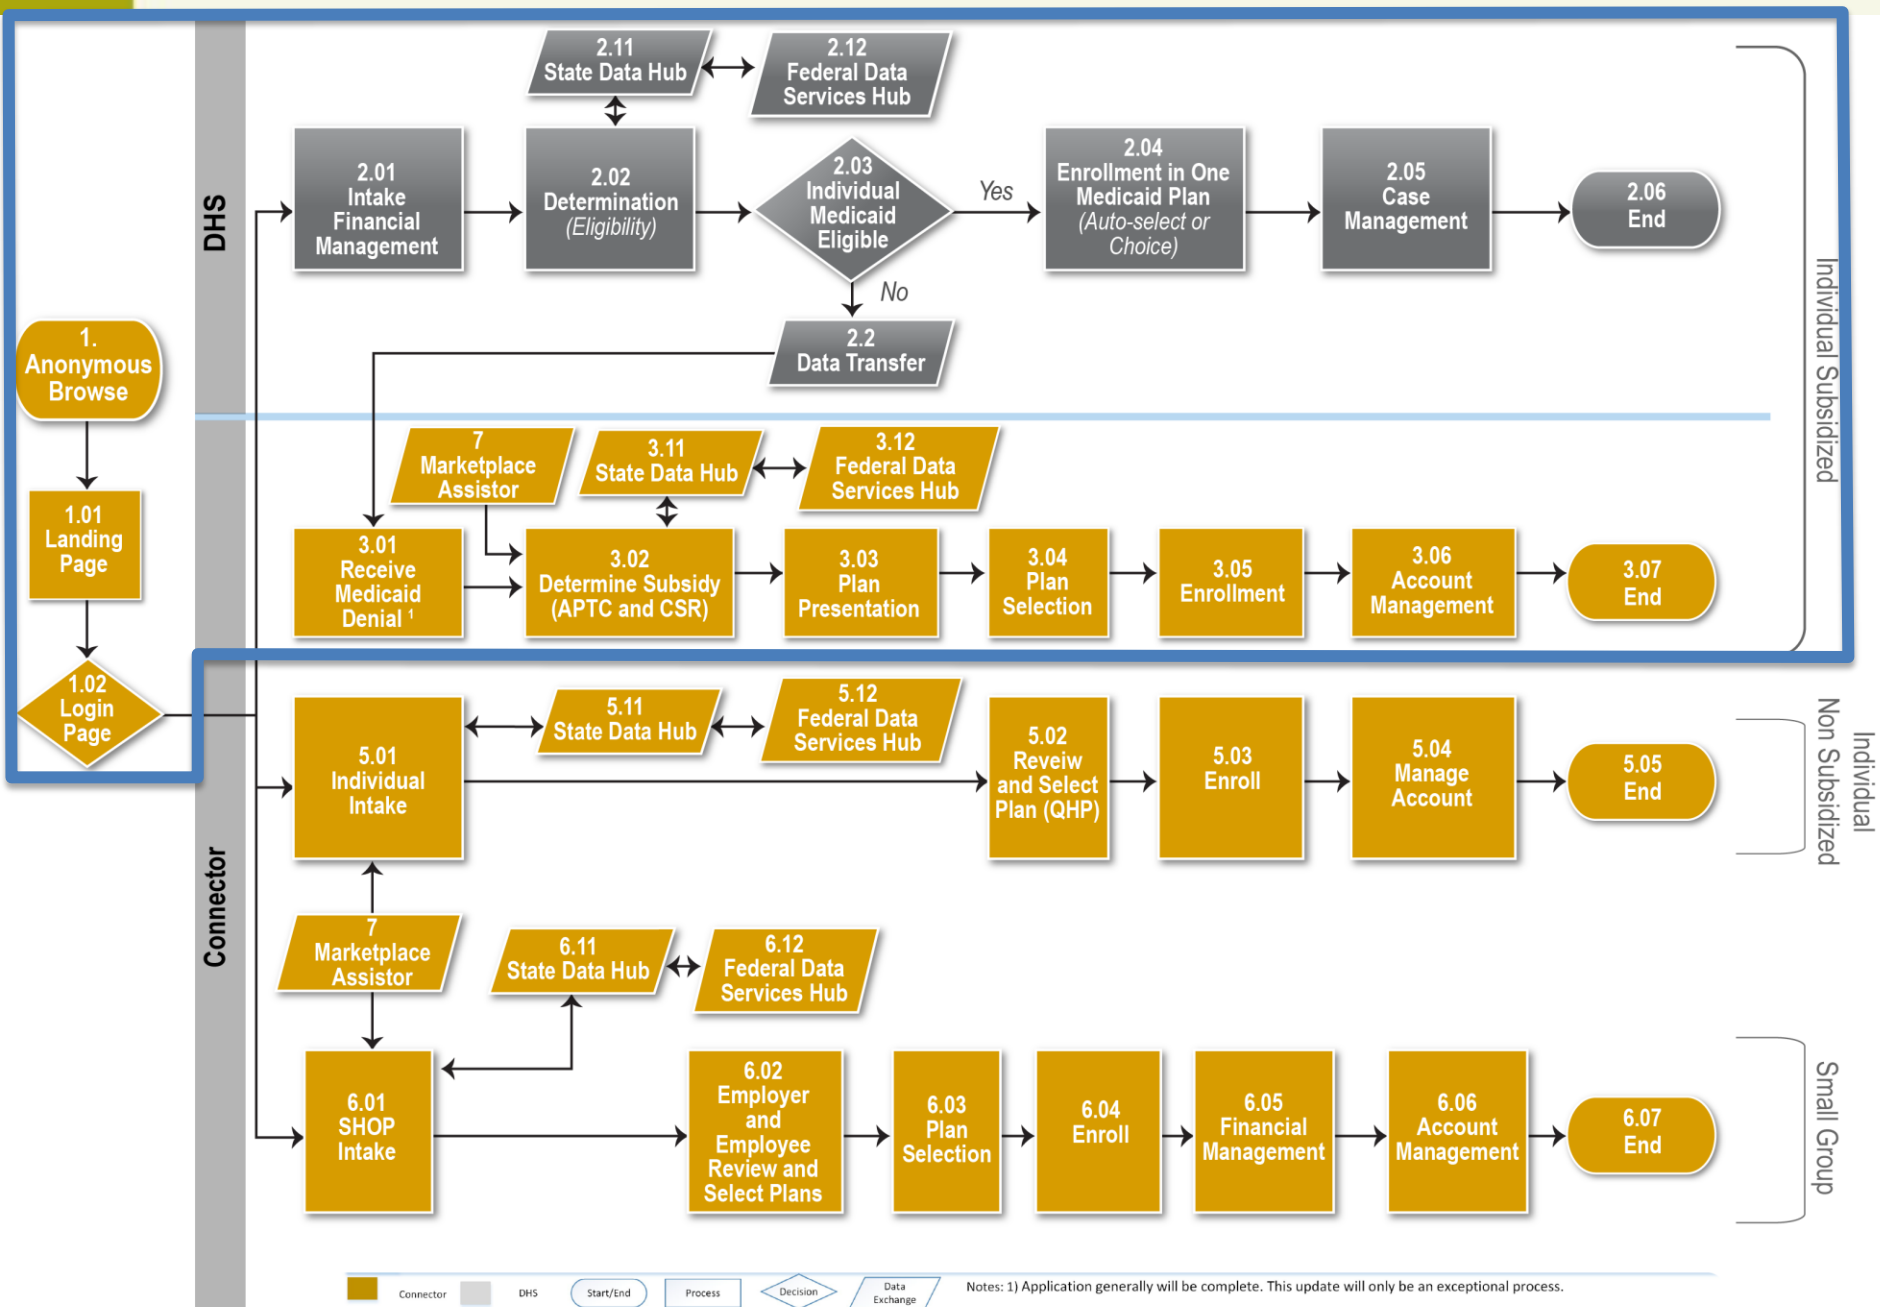 2.11
State Data Hub
2.12
Federal Data
Services Hub
DHS
2.01
Intake
Financial
Management
2.02
Determination
(Eligibility)
2.03
Individual
Medicaid
Eligible
Yes
No
2.04
Enrollment in One
Medicaid Plan
(Auto-select or
Choice)
2.05
Case
Management
2.06
End
2.2
Data Transfer
Individual Subsidized
1.
Anonymous
Browse
1.01
Landing
Page
1.02
Login
Page
Connector
7
Marketplace
Assistor
3.11
State Data Hub
3.12
Federal Data
Services Hub
3.01
Receive
Medicaid
Denial 1
3.02
Determine Subsidy
(APTC and CSR)
3.03
Plan
Presentation
3.04
Plan
Selection
3.05
Enrollment
3.06
Account
Management
3.07
End
5.01
Individual
Intake
5.11
State Data Hub
5.12
Federal Data
Services Hub
5.02
Reveiw
and Select
Plan (QHP)
5.03
Enroll
5.04
Manage
Account
5.05
End
Individual
Non Subsidized
7
Marketplace
Assistor
6.11
State Data Hub
6.12
Federal Data
Services Hub
6.01
SHOP
Intake
6.02
Employer
and
Employee
Review and
Select Plans
6.03
Plan
Selection
6.04
Enroll
6.05
Financial
Management
6.06
Account
Management
6.07
End
Small Group
Connector
DHS
Start/End
Process
Decision
Data
Exchange
Notes: 1) Application generally will be complete. This update will only be an exceptional process.